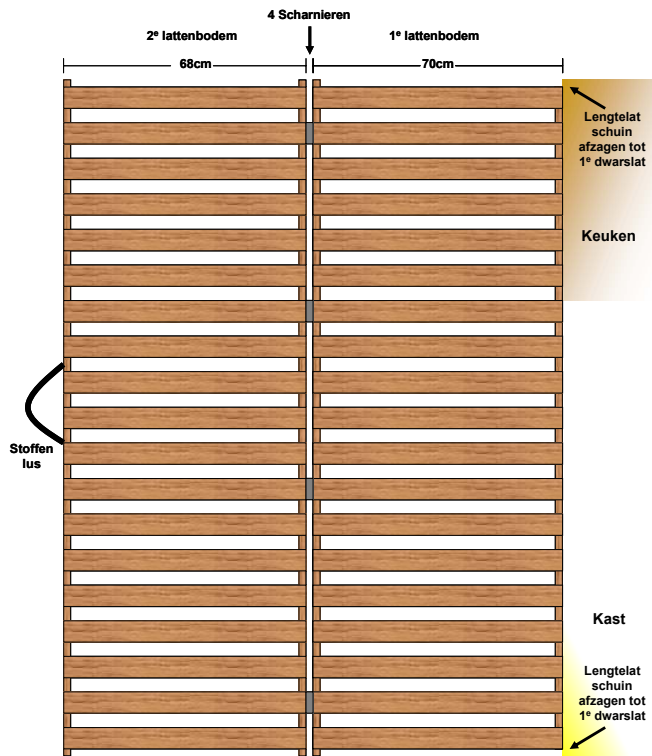 4 Scharnieren
2e lattenbodem
1e lattenbodem
68cm
70cm
Lengtelat
schuin
afzagen tot
1e dwarslat
Keuken
Stoffen
lus
Kast
Lengtelat
schuin
afzagen tot
1e dwarslat